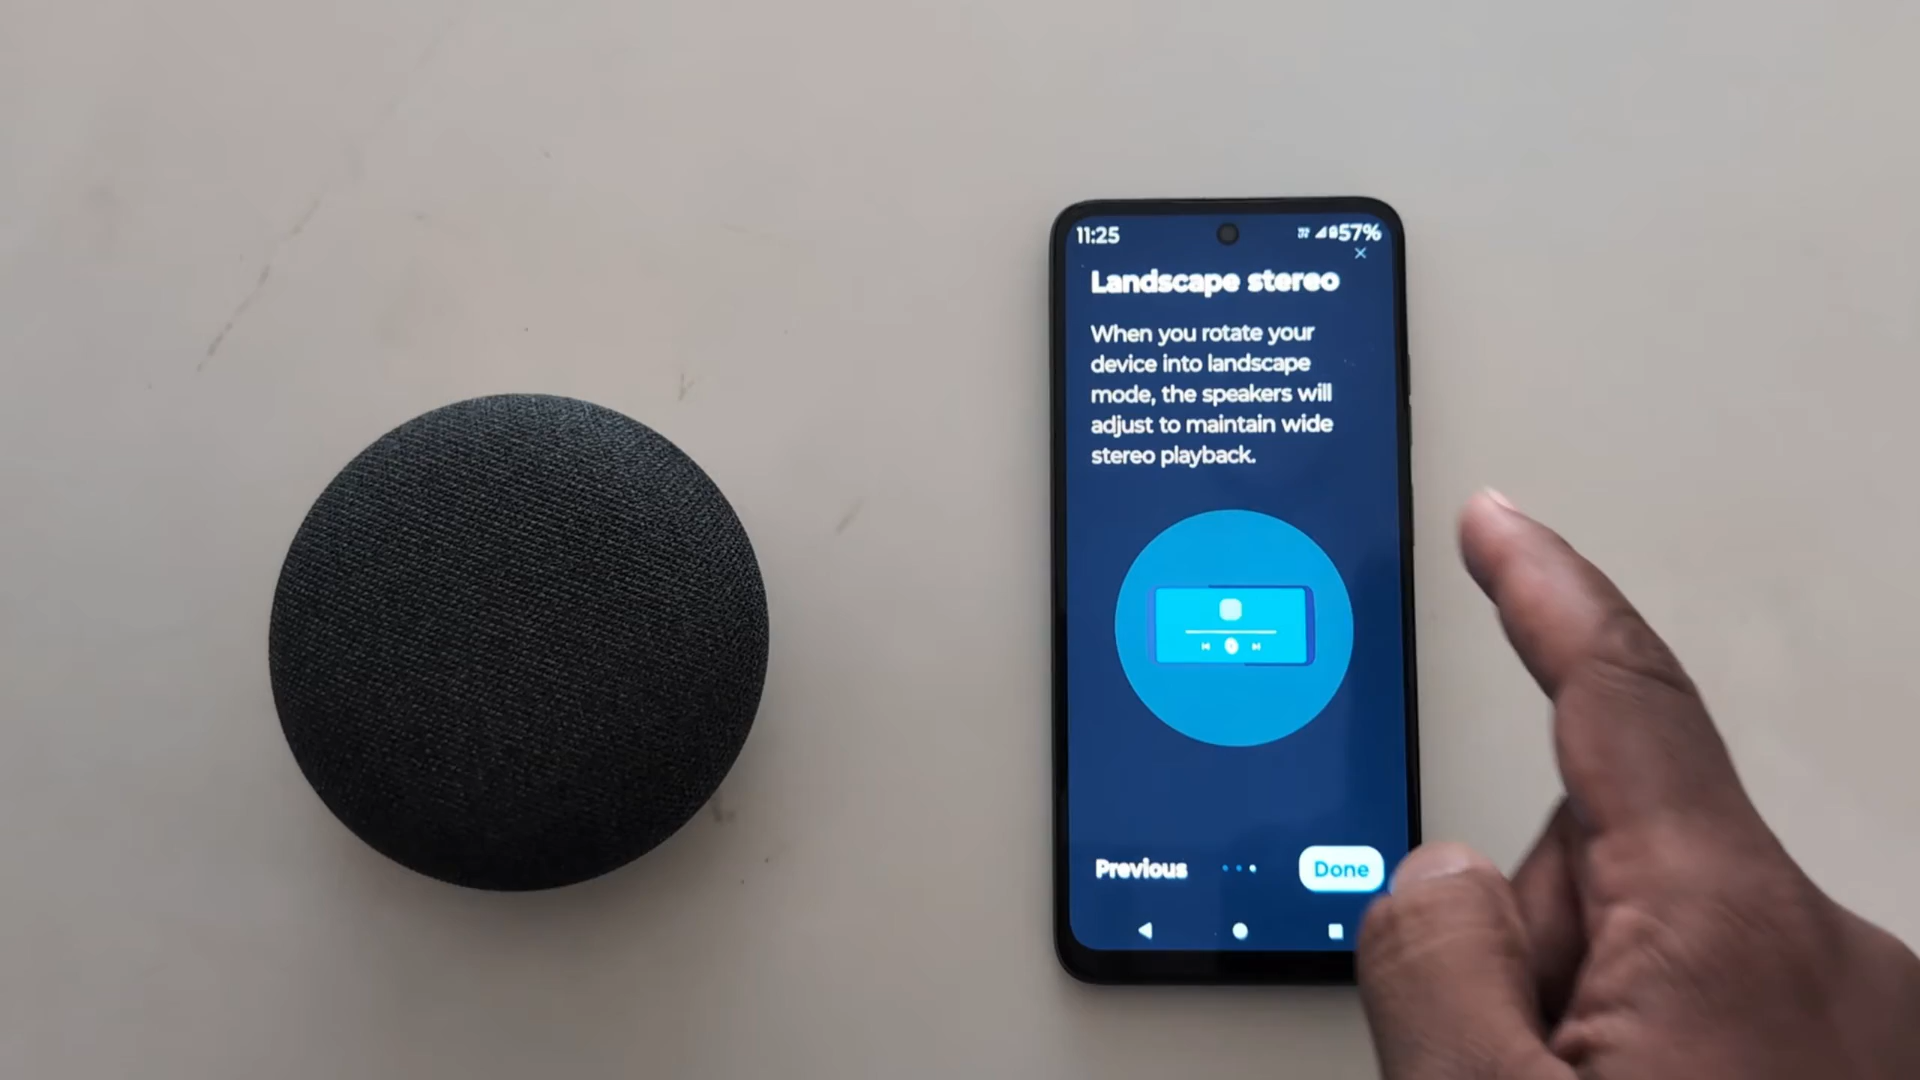 11:25
57%
Landscape stereo
When you rotate your
device into landscape
mode, the speakers will
adjust to maintain wide
stereo playback.
Previous
Done